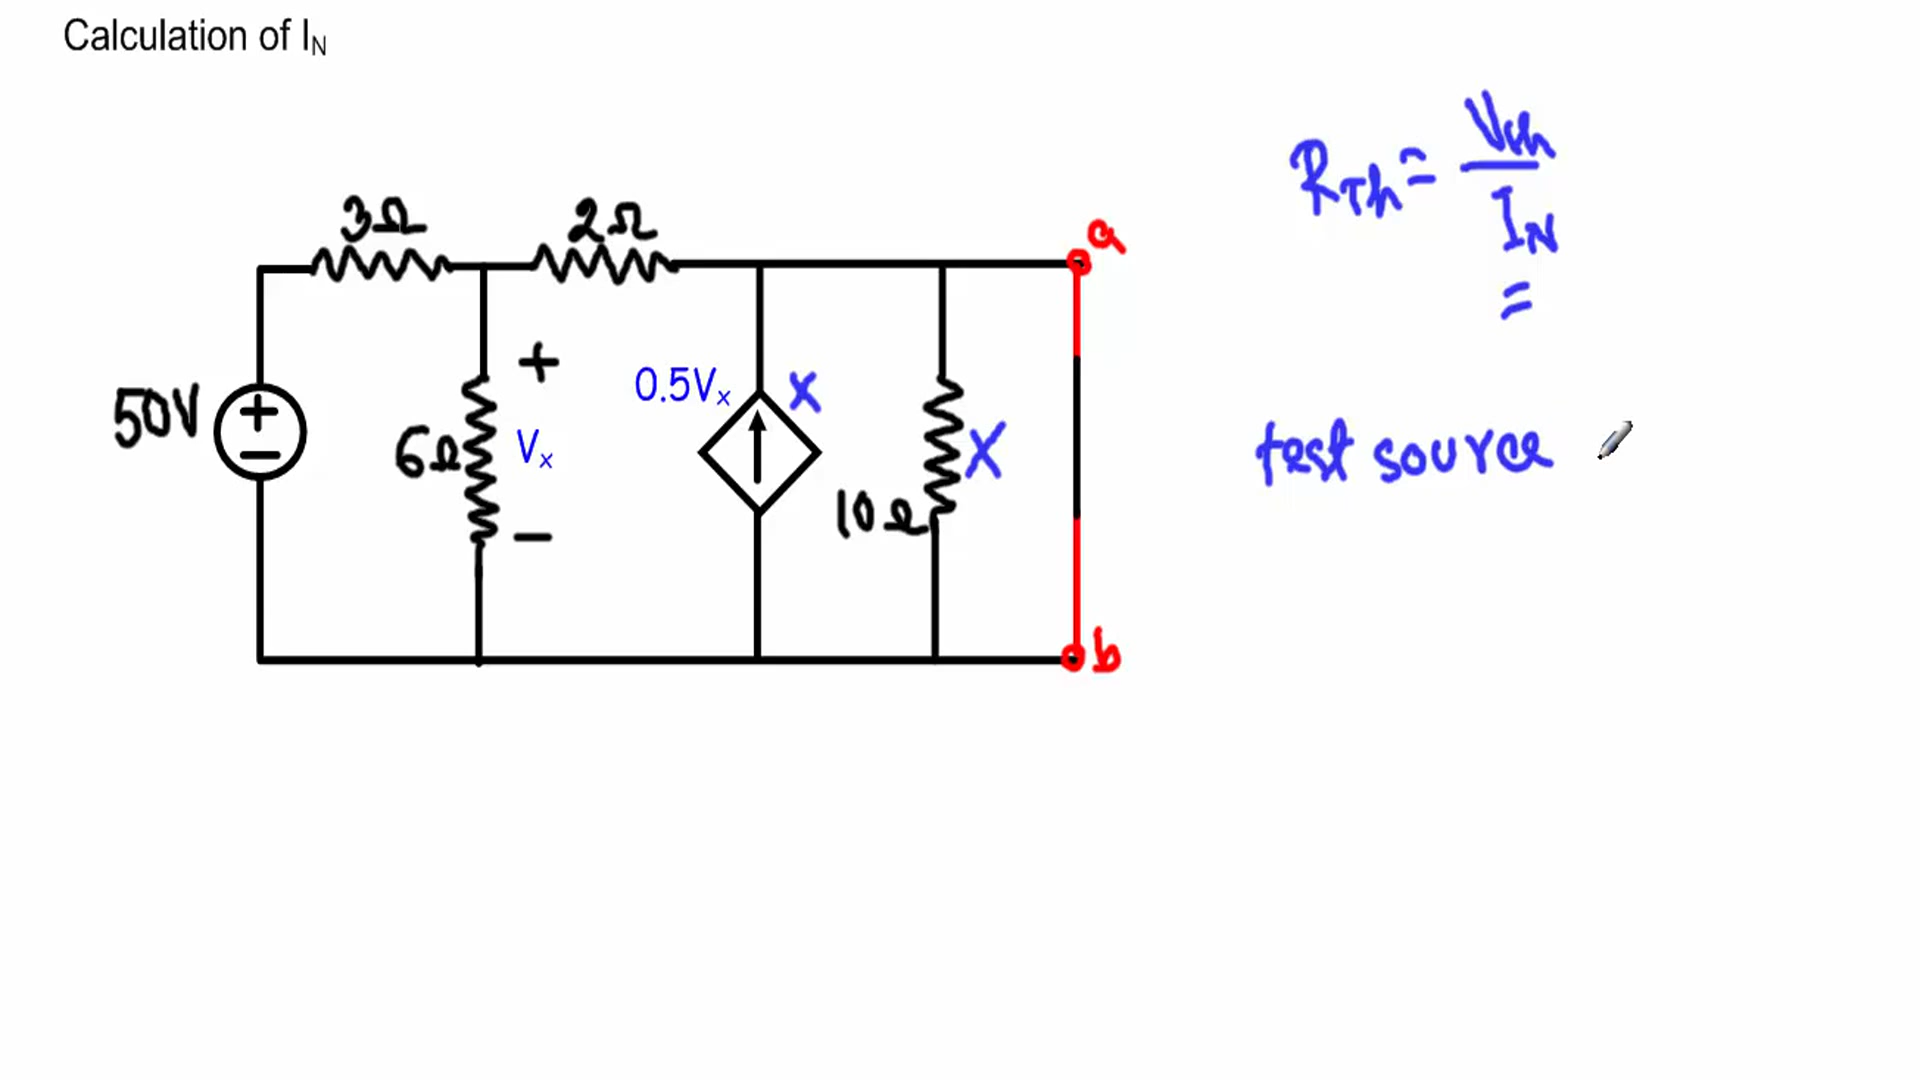 Calculation of I_N
R_Th = V_th / I_N
=
3Ω 2Ω a
50V + −
6Ω + V_x −
0.5V_x X
10Ω X
test source
b